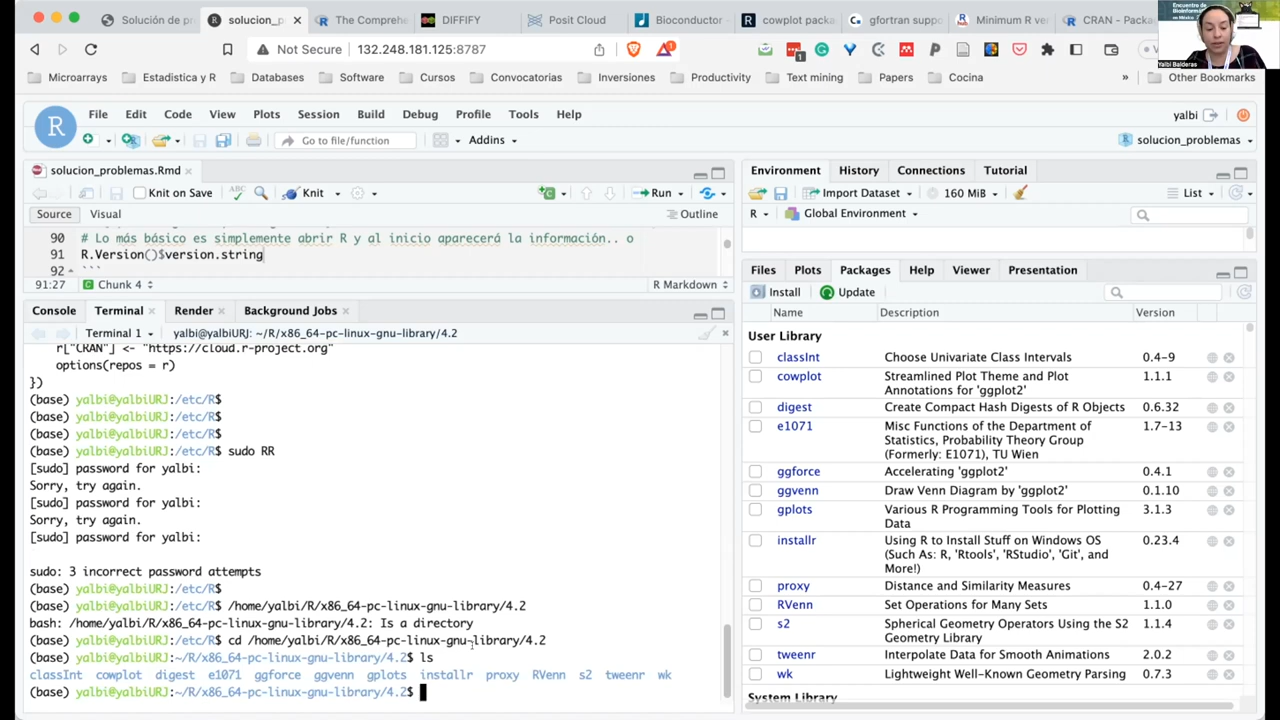 Solución de pr
solucion_p
The Comprehe
DIFFIFY
Posit Cloud
Bioconductor
cowplot pack
gfortran supp
Minimum R ve
CRAN - Packa
Not Secure 132.248.181.125:8787
Microarrays Estadistica y R Databases Software Cursos Convocatorias Inversiones Productivity Text mining Papers Cocina » Other Bookmarks
Yalbi Balderas
File Edit Code View Plots Session Build Debug Profile Tools Help
yalbi
Go to file/function
Addins
solucion_problemas
solucion_problemas.Rmd
Knit on Save
Knit
Run
Source Visual
Outline
90 # Lo más básico es simplemente abrir R y al inicio aparecerá la información.. o
91 R.Version()$version.string
92 ```
91:27 Chunk 4
R Markdown
Console Terminal Render Background Jobs
Terminal 1 yalbi@yalbiURJ: ~/R/x86_64-pc-linux-gnu-library/4.2
r["CRAN"] <- "https://cloud.r-project.org"
options(repos = r)
})
(base) yalbi@yalbiURJ:/etc/R$
(base) yalbi@yalbiURJ:/etc/R$
(base) yalbi@yalbiURJ:/etc/R$
(base) yalbi@yalbiURJ:/etc/R$ sudo RR
[sudo] password for yalbi:
Sorry, try again.
[sudo] password for yalbi:
Sorry, try again.
[sudo] password for yalbi:
sudo: 3 incorrect password attempts
(base) yalbi@yalbiURJ:/etc/R$
(base) yalbi@yalbiURJ:/etc/R$ /home/yalbi/R/x86_64-pc-linux-gnu-library/4.2
bash: /home/yalbi/R/x86_64-pc-linux-gnu-library/4.2: Is a directory
(base) yalbi@yalbiURJ:/etc/R$ cd /home/yalbi/R/x86_64-pc-linux-gnu-library/4.2
(base) yalbi@yalbiURJ:~/R/x86_64-pc-linux-gnu-library/4.2$ ls
classInt cowplot digest e1071 ggforce ggvenn gplots installr proxy RVenn s2 tweenr wk
(base) yalbi@yalbiURJ:~/R/x86_64-pc-linux-gnu-library/4.2$
Environment History Connections Tutorial
Import Dataset 160 MiB List
R Global Environment
Files Plots Packages Help Viewer Presentation
Install Update
Name Description Version
User Library
classInt Choose Univariate Class Intervals 0.4-9
cowplot Streamlined Plot Theme and Plot 1.1.1
Annotations for 'ggplot2'
digest Create Compact Hash Digests of R Objects 0.6.32
e1071 Misc Functions of the Department of 1.7-13
Statistics, Probability Theory Group
(Formerly: E1071), TU Wien
ggforce Accelerating 'ggplot2' 0.4.1
ggvenn Draw Venn Diagram by 'ggplot2' 0.1.10
gplots Various R Programming Tools for Plotting 3.1.3
Data
installr Using R to Install Stuff on Windows OS 0.23.4
(Such As: R, 'Rtools', 'RStudio', 'Git', and
More!)
proxy Distance and Similarity Measures 0.4-27
RVenn Set Operations for Many Sets 1.1.0
s2 Spherical Geometry Operators Using the S2 1.1.4
Geometry Library
tweenr Interpolate Data for Smooth Animations 2.0.2
wk Lightweight Well-Known Geometry Parsing 0.7.3
System Library